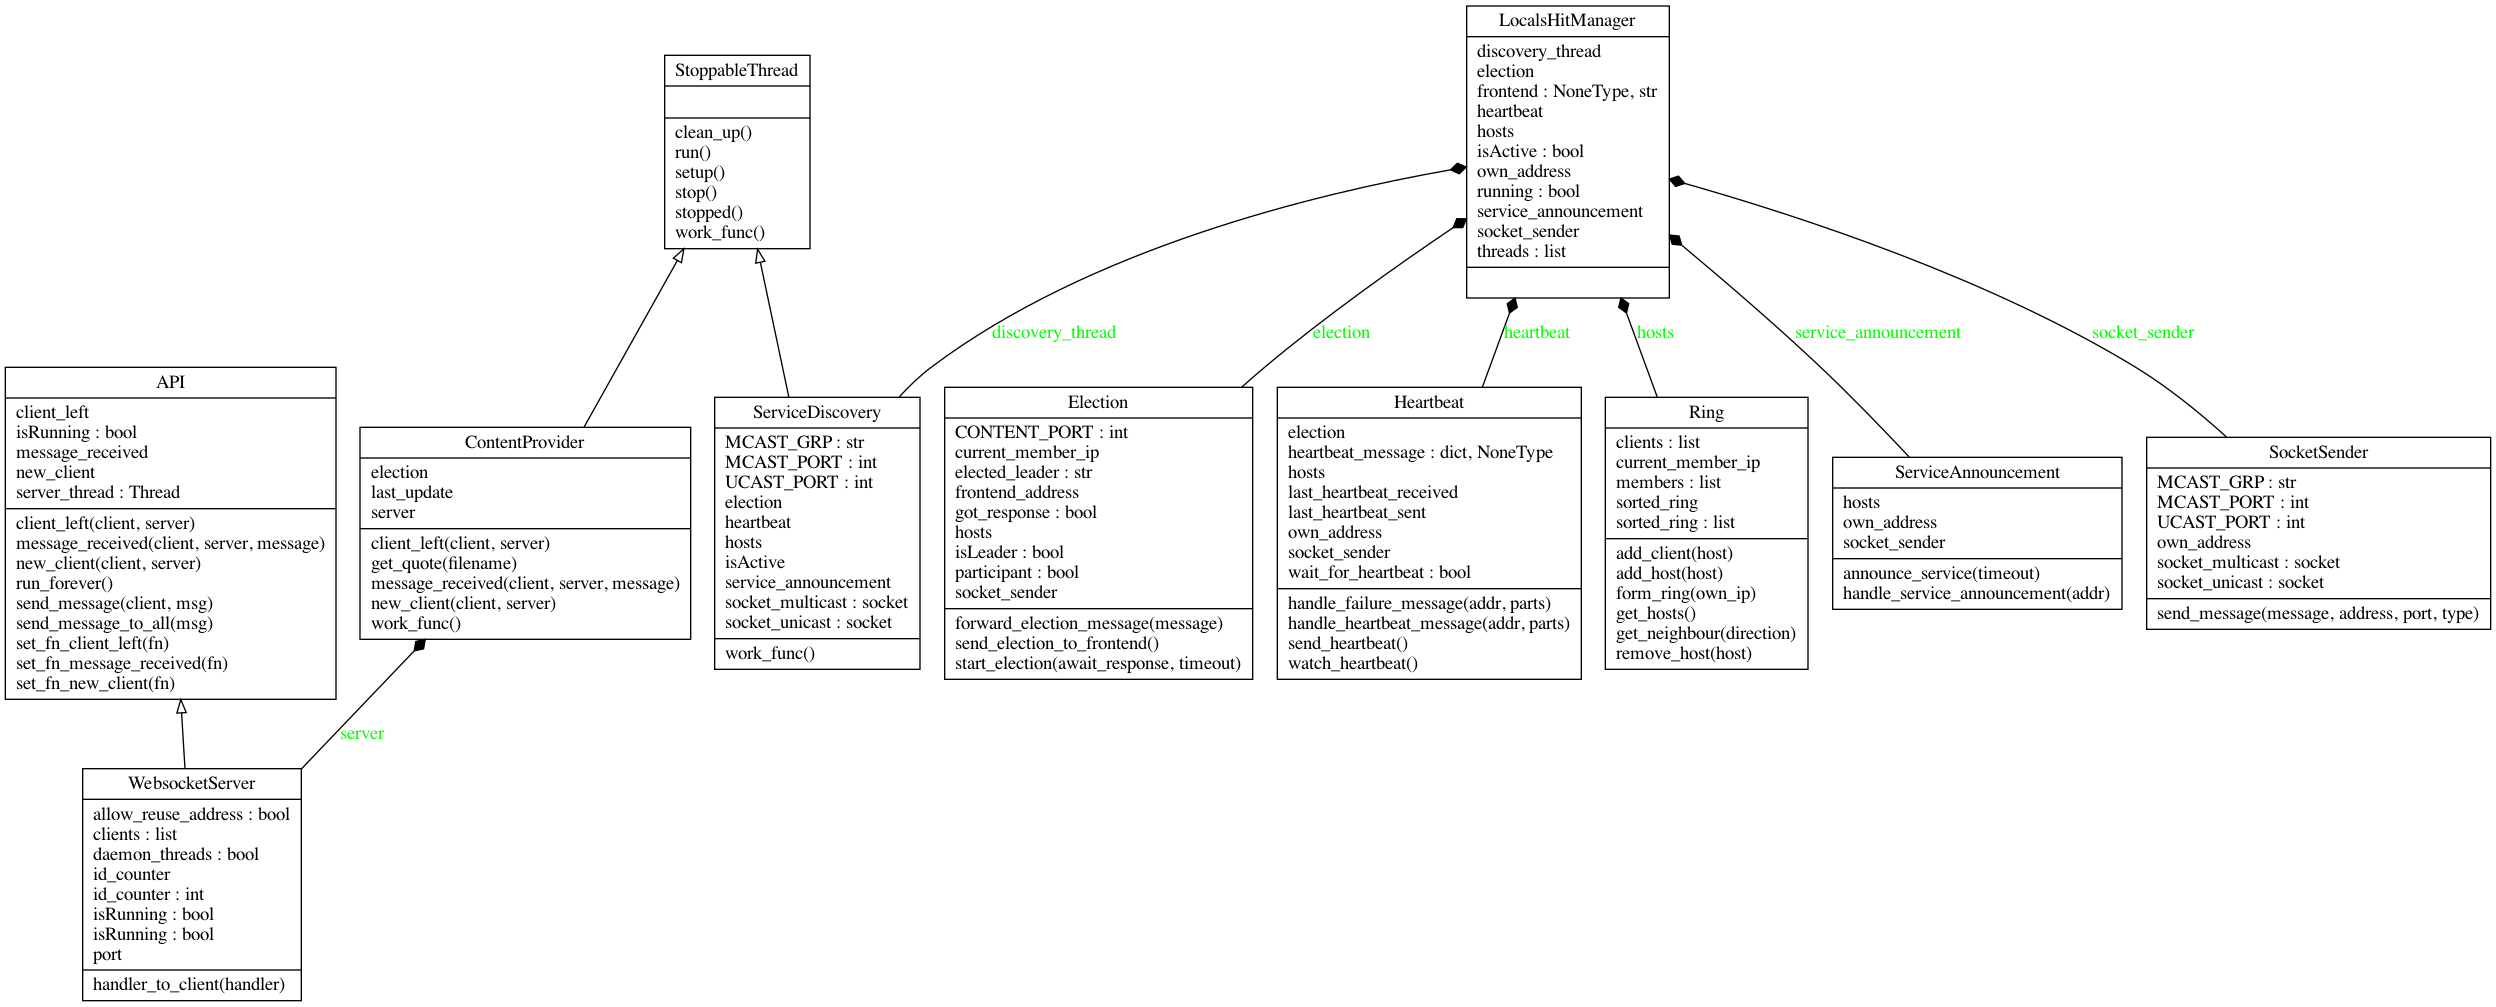 LocalsHitManager
discovery_thread
election
frontend : NoneType, str
heartbeat
hosts
isActive : bool
own_address
running : bool
service_announcement
socket_sender
threads : list
StoppableThread
clean_up()
run()
setup()
stop()
stopped()
work_func()
discovery_thread
election
heartbeat
hosts
service_announcement
socket_sender
API
client_left
isRunning : bool
message_received
new_client
server_thread : Thread
client_left(client, server)
message_received(client, server, message)
new_client(client, server)
run_forever()
send_message(client, msg)
send_message_to_all(msg)
set_fn_client_left(fn)
set_fn_message_received(fn)
set_fn_new_client(fn)
ContentProvider
election
last_update
server
client_left(client, server)
get_quote(filename)
message_received(client, server, message)
new_client(client, server)
work_func()
ServiceDiscovery
MCAST_GRP : str
MCAST_PORT : int
UCAST_PORT : int
election
heartbeat
hosts
isActive
service_announcement
socket_multicast : socket
socket_unicast : socket
work_func()
Election
CONTENT_PORT : int
current_member_ip
elected_leader : str
frontend_address
got_response : bool
hosts
isLeader : bool
participant : bool
socket_sender
forward_election_message(message)
send_election_to_frontend()
start_election(await_response, timeout)
Heartbeat
election
heartbeat_message : dict, NoneType
hosts
last_heartbeat_received
last_heartbeat_sent
own_address
socket_sender
wait_for_heartbeat : bool
handle_failure_message(addr, parts)
handle_heartbeat_message(addr, parts)
send_heartbeat()
watch_heartbeat()
Ring
clients : list
current_member_ip
members : list
sorted_ring
sorted_ring : list
add_client(host)
add_host(host)
form_ring(own_ip)
get_hosts()
get_neighbour(direction)
remove_host(host)
ServiceAnnouncement
hosts
own_address
socket_sender
announce_service(timeout)
handle_service_announcement(addr)
SocketSender
MCAST_GRP : str
MCAST_PORT : int
UCAST_PORT : int
own_address
socket_multicast : socket
socket_unicast : socket
send_message(message, address, port, type)
server
WebsocketServer
allow_reuse_address : bool
clients : list
daemon_threads : bool
id_counter
id_counter : int
isRunning : bool
isRunning : bool
port
handler_to_client(handler)